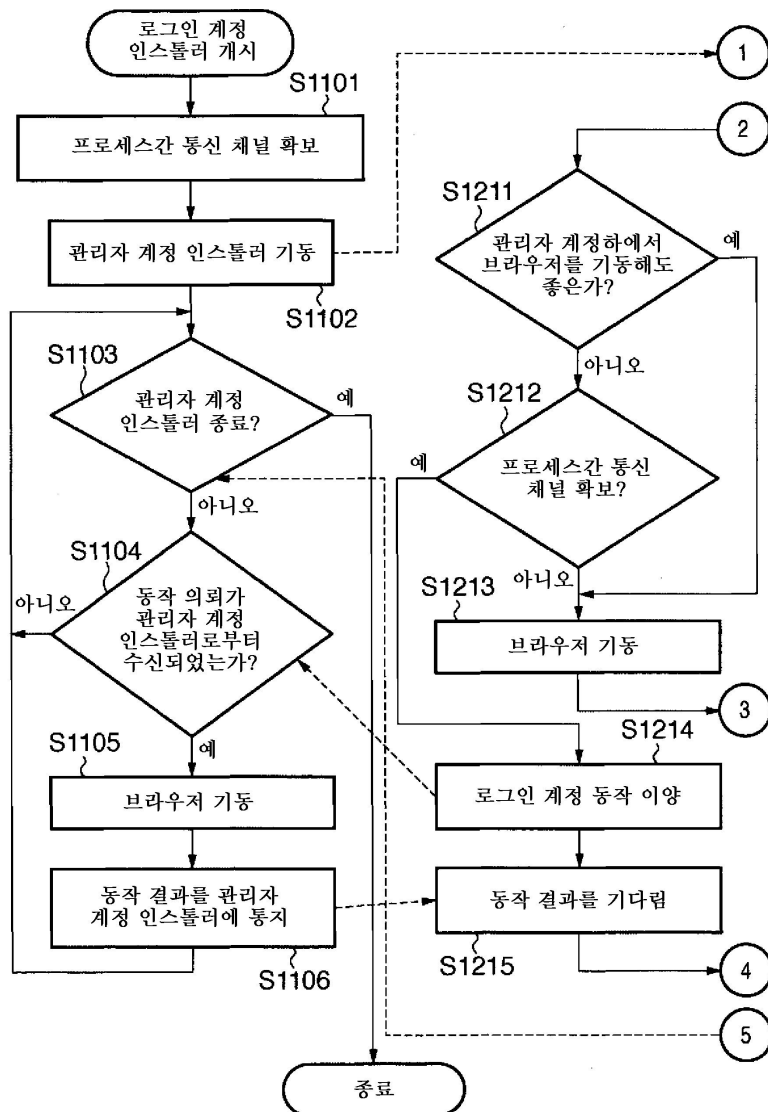 로그인 계정
인스톨러 개시
S1101
프로세스간 통신 채널 확보
관리자 계정 인스톨러 기동
S1102
S1103
관리자 계정
인스톨러 종료?
예
아니오
S1104
동작 의뢰가
관리자 계정
인스톨러로부터
수신되었는가?
아니오
예
S1105
브라우저 기동
동작 결과를 관리자
계정 인스톨러에 통지
S1106
종료
1
2
S1211
관리자 계정하에서
브라우저를 기동해도
좋은가?
예
아니오
S1212
프로세스간 통신
채널 확보?
예
아니오
S1213
브라우저 기동
3
S1214
로그인 계정 동작 이양
동작 결과를 기다림
S1215
4
5